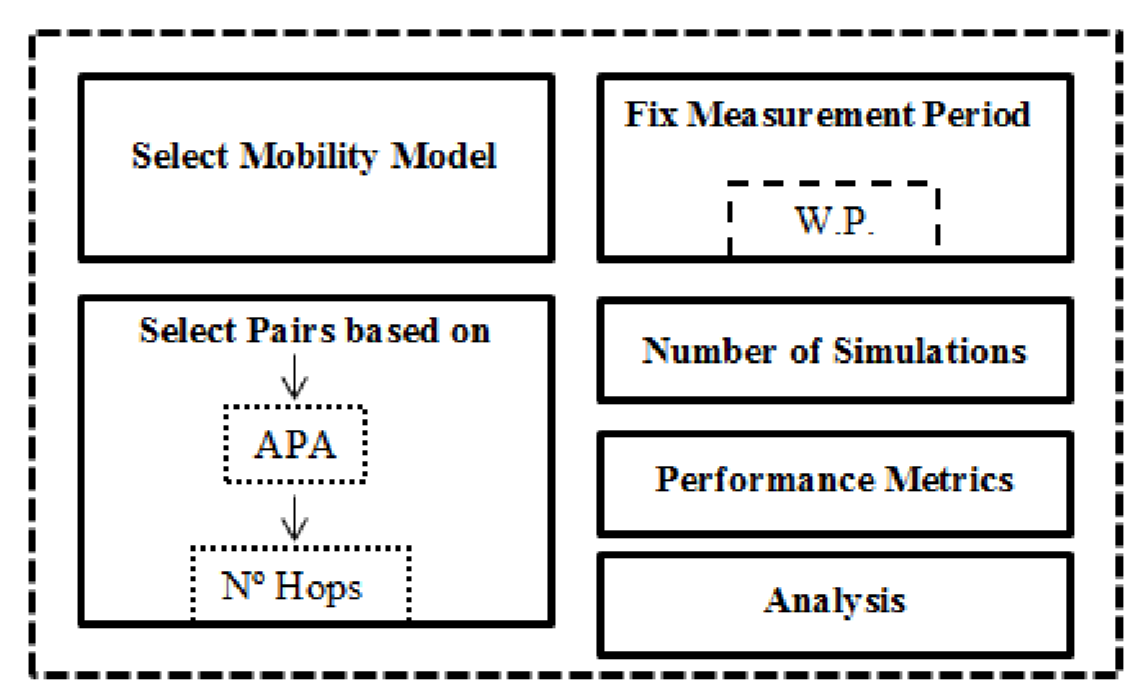 Select Mobility Model
Fix Measurement Period
W.P.
Select Pairs based on
APA
Nº Hops
Number of Simulations
Performance Metrics
Analysis